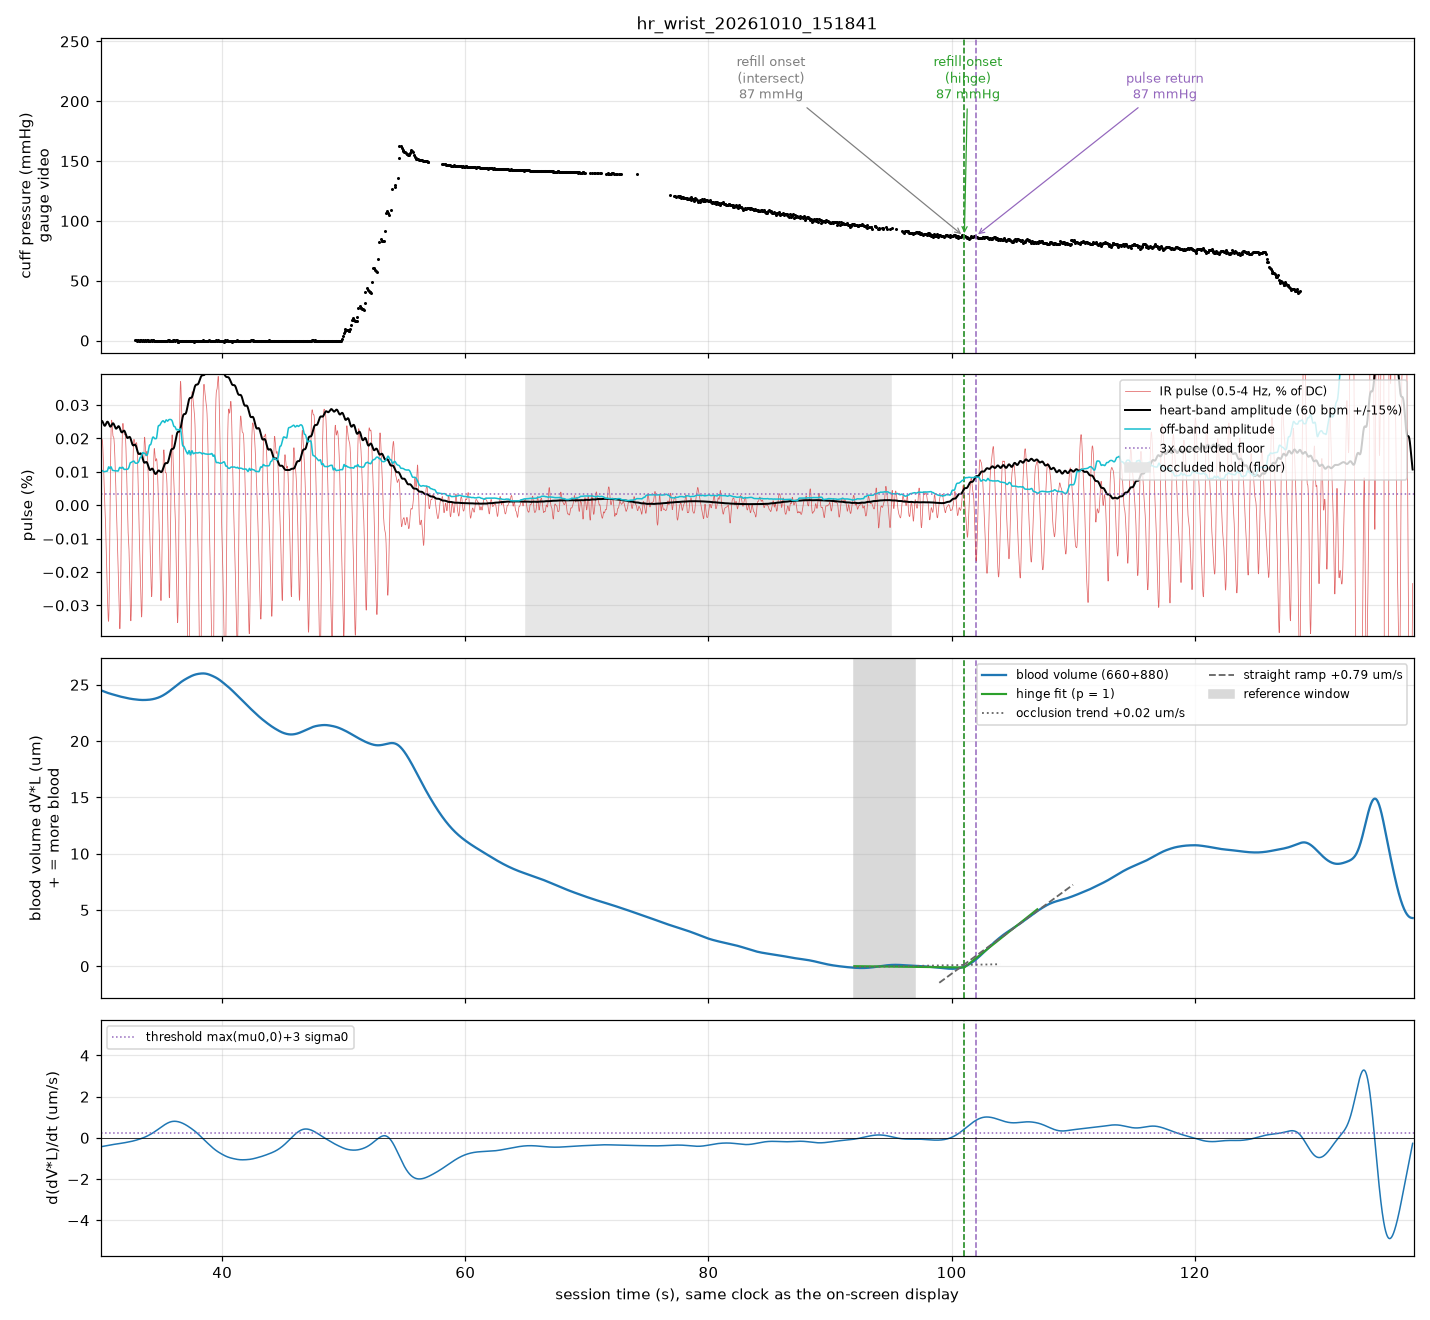 hr_wrist_20261010_151841
250
200
150
100
50
0
cuff pressure (mmHg)
gauge video
refill onset
(intersect)
87 mmHg
refill onset
(hinge)
87 mmHg
pulse return
87 mmHg
0.03
0.02
0.01
0.00
−0.01
−0.02
−0.03
pulse (%)
IR pulse (0.5-4 Hz, % of DC)
heart-band amplitude (60 bpm +/-15%)
off-band amplitude
3x occluded floor
occluded hold (floor)
25
20
15
10
5
0
blood volume dV*L (um)
+ = more blood
blood volume (660+880)
hinge fit (p = 1)
occlusion trend +0.02 um/s
straight ramp +0.79 um/s
reference window
4
2
0
−2
−4
d(dV*L)/dt (um/s)
threshold max(mu0,0)+3 sigma0
40 60 80 100 120
session time (s), same clock as the on-screen display